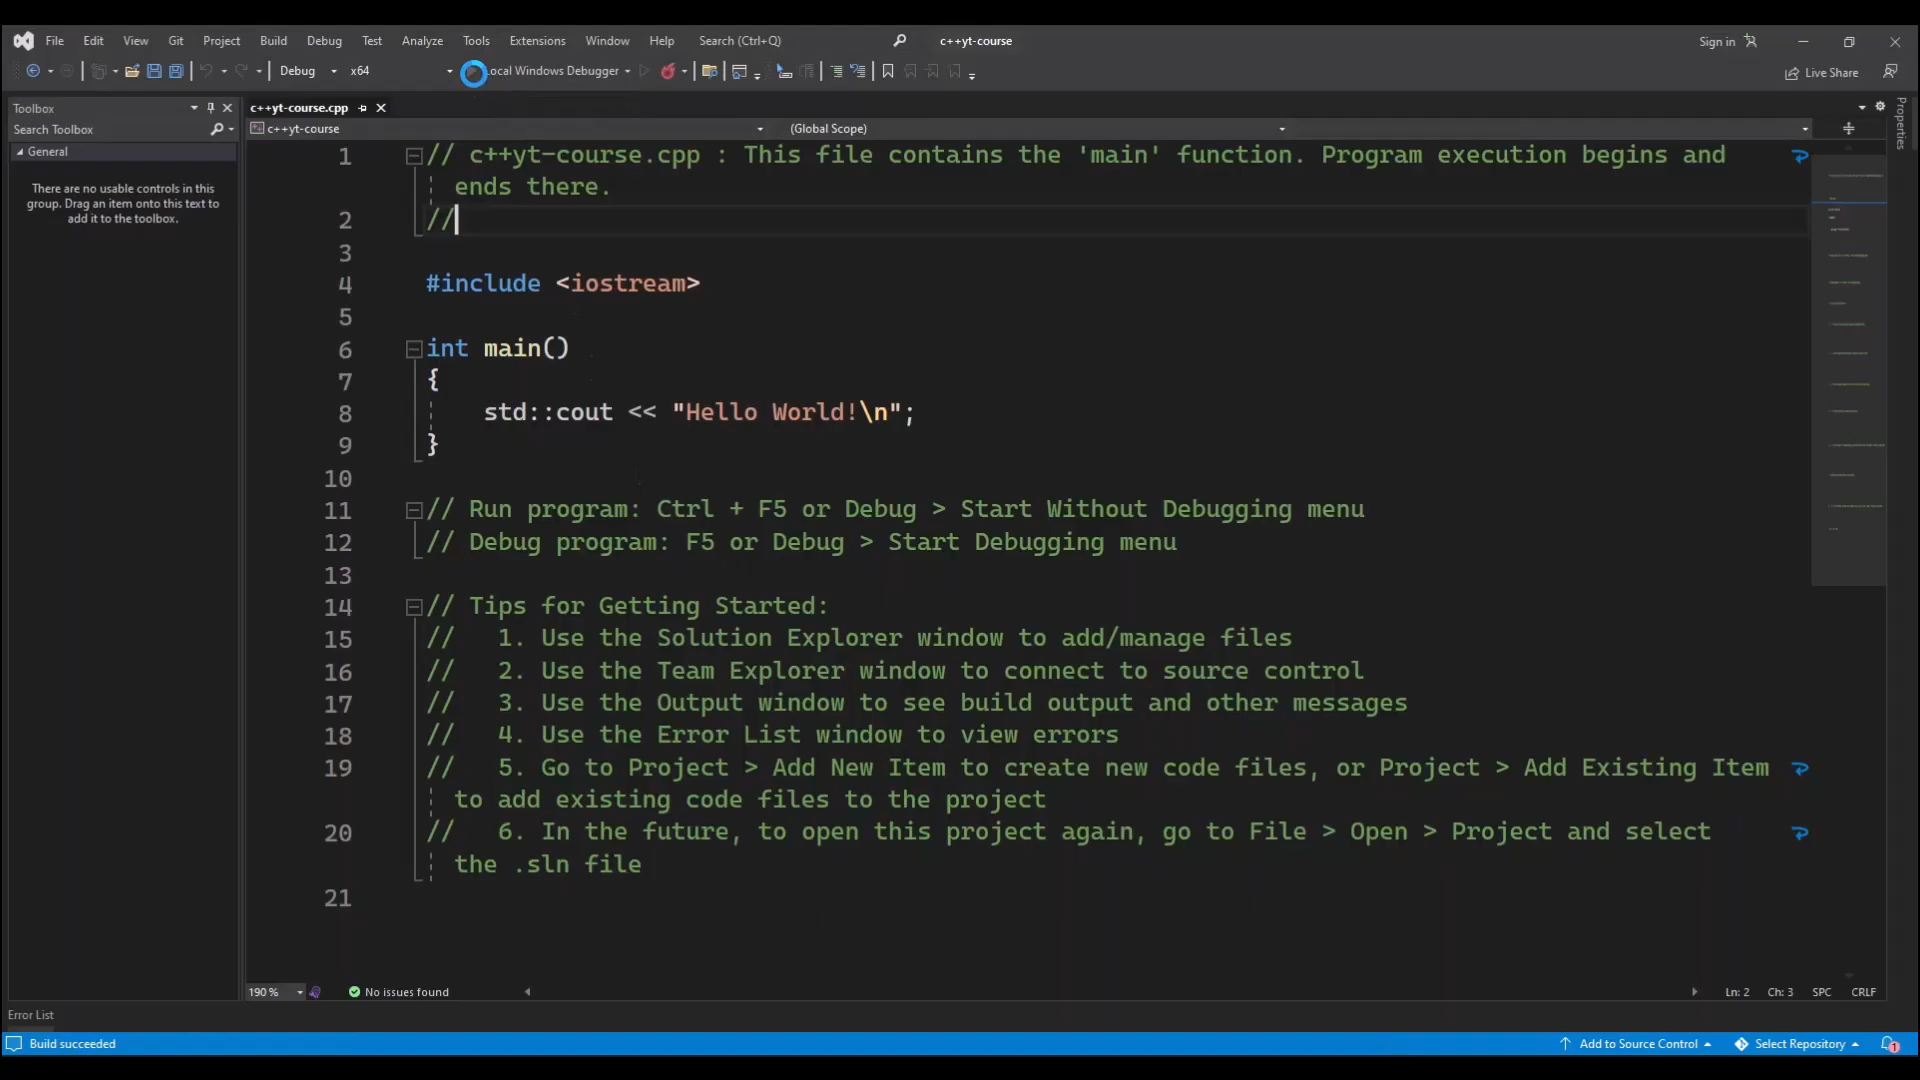 File Edit View Git Project Build Debug Test Analyze Tools Extensions Window Help Search (Ctrl+Q) c++yt-course Sign in
Debug x64 ocal Windows Debugger Live Share
Toolbox
Search Toolbox
General
There are no usable controls in this
group. Drag an item onto this text to
add it to the toolbox.
c++yt-course.cpp
c++yt-course (Global Scope)
Properties
1 // c++yt-course.cpp : This file contains the 'main' function. Program execution begins and
ends there.
2 //
3
4 #include <iostream>
5
6 int main()
7 {
8 std::cout << "Hello World!\n";
9 }
10
11 // Run program: Ctrl + F5 or Debug > Start Without Debugging menu
12 // Debug program: F5 or Debug > Start Debugging menu
13
14 // Tips for Getting Started:
15 //   1. Use the Solution Explorer window to add/manage files
16 //   2. Use the Team Explorer window to connect to source control
17 //   3. Use the Output window to see build output and other messages
18 //   4. Use the Error List window to view errors
19 //   5. Go to Project > Add New Item to create new code files, or Project > Add Existing Item
to add existing code files to the project
20 //   6. In the future, to open this project again, go to File > Open > Project and select
the .sln file
21
190 % No issues found Ln: 2 Ch: 3 SPC CRLF
Error List
Build succeeded Add to Source Control Select Repository 1